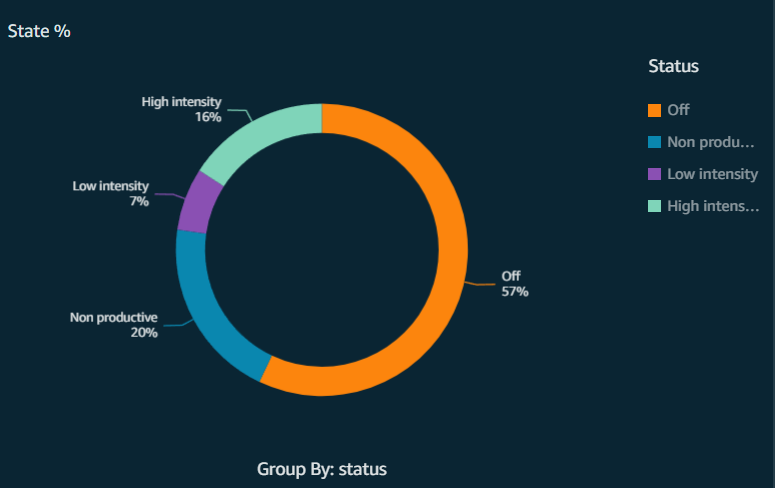 State %
Status
High intensity
16%
Off
Non produ...
Low intensity
Low intensity
7%
High intens...
Off
57%
Non productive
20%
Group By: status